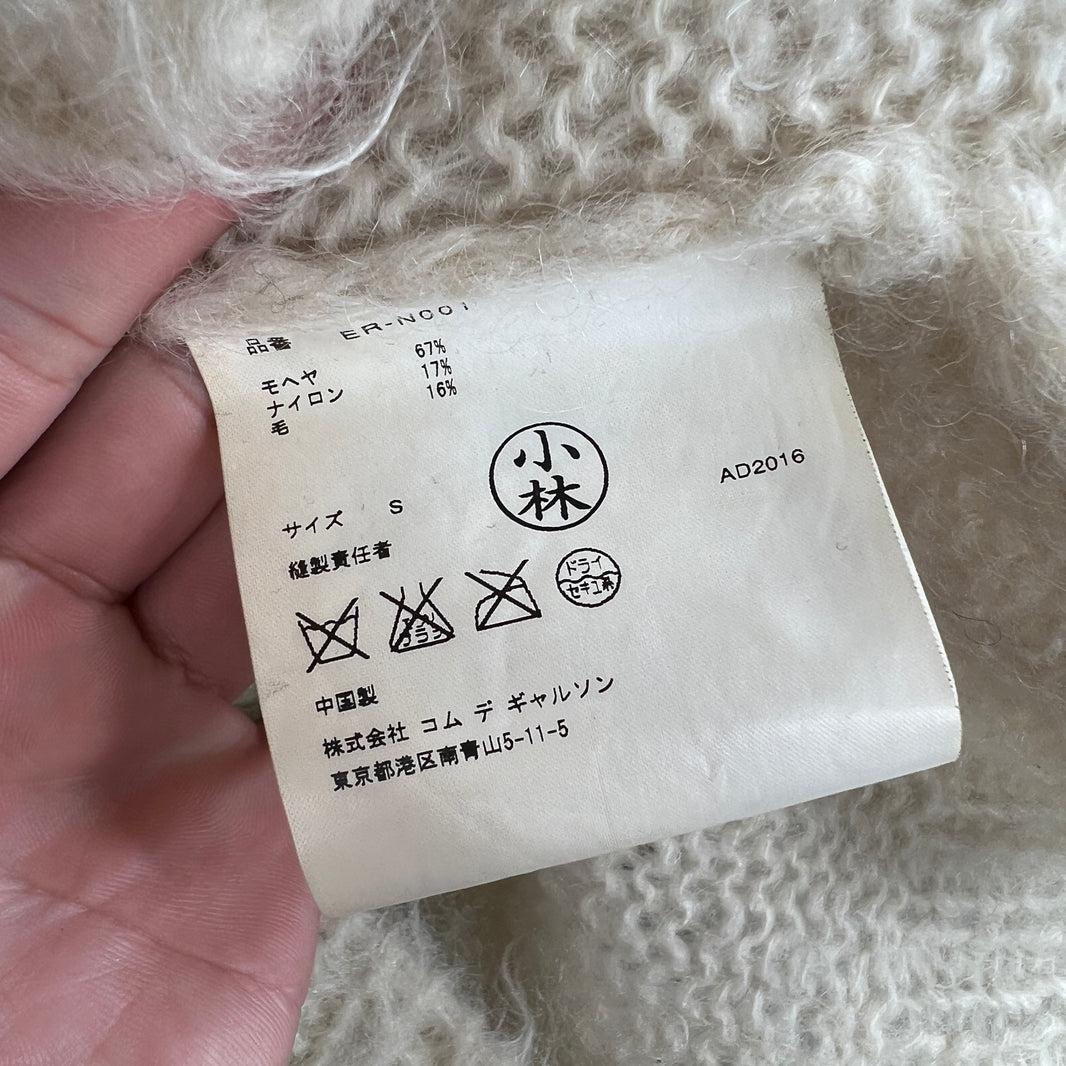 品番 ER-N001
モヘヤ 67%
ナイロン 17%
毛 16%
小林
AD2016
サイズ S
縫製責任者
ドライ
セキユ系
中国製
株式会社 コム デ ギャルソン
東京都港区南青山5-11-5